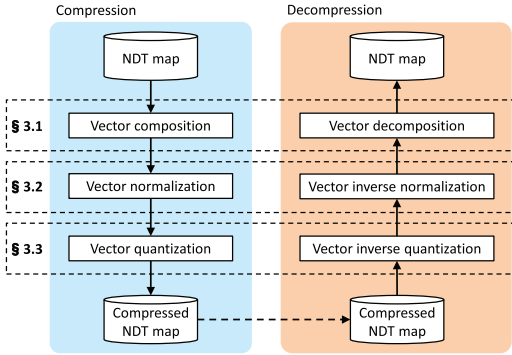 Compression
Decompression
NDT map
NDT map
§ 3.1
Vector composition
Vector decomposition
§ 3.2
Vector normalization
Vector inverse normalization
§ 3.3
Vector quantization
Vector inverse quantization
Compressed
NDT map
Compressed
NDT map